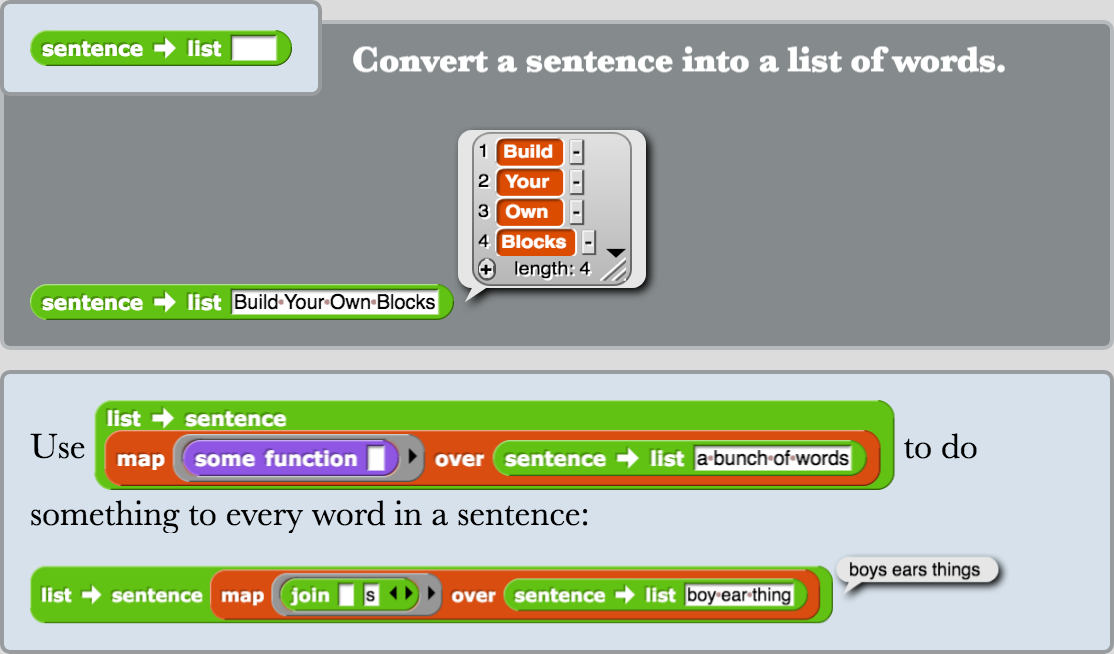 sentence ➔ list
Convert a sentence into a list of words.
1 Build -
2 Your -
3 Own -
4 Blocks -
+ length: 4
sentence ➔ list Build·Your·Own·Blocks
list ➔ sentence
Use map some function over sentence ➔ list a·bunch·of·words to do
something to every word in a sentence:
boys ears things
list ➔ sentence map join s over sentence ➔ list boy·ear·thing